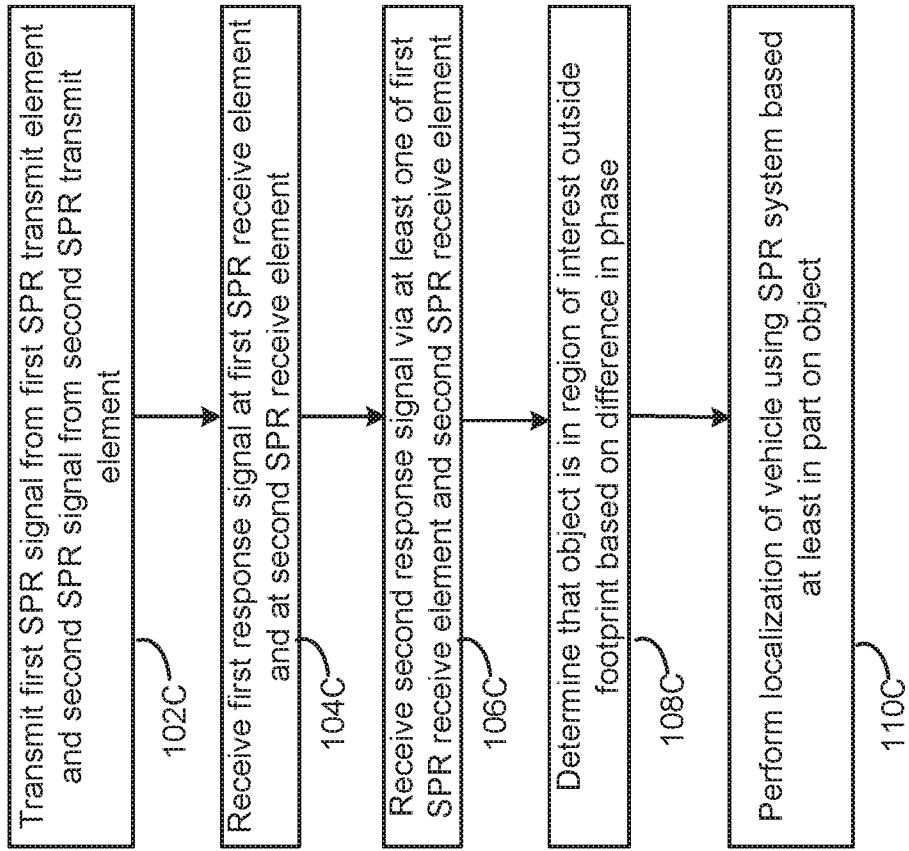 Transmit first SPR signal from first SPR transmit element
and second SPR signal from second SPR transmit
element
102C
Receive first response signal at first SPR receive element
and at second SPR receive element
104C
Receive second response signal via at least one of first
SPR receive element and second SPR receive element
106C
Determine that object is in region of interest outside
footprint based on difference in phase
108C
Perform localization of vehicle using SPR system based
at least in part on object
110C